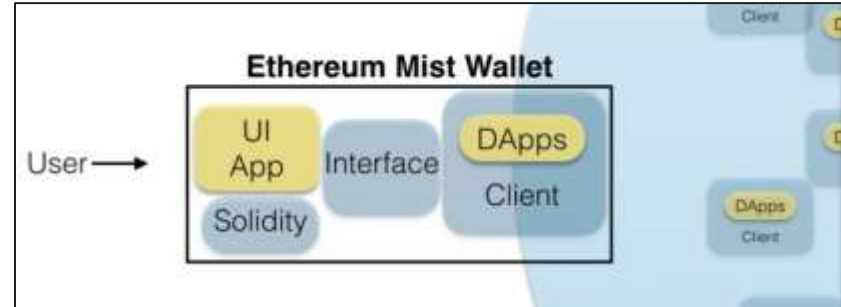 Client
D
Ethereum Mist Wallet
User
UI
App
Solidity
Interface
DApps
Client
D
DApps
Client